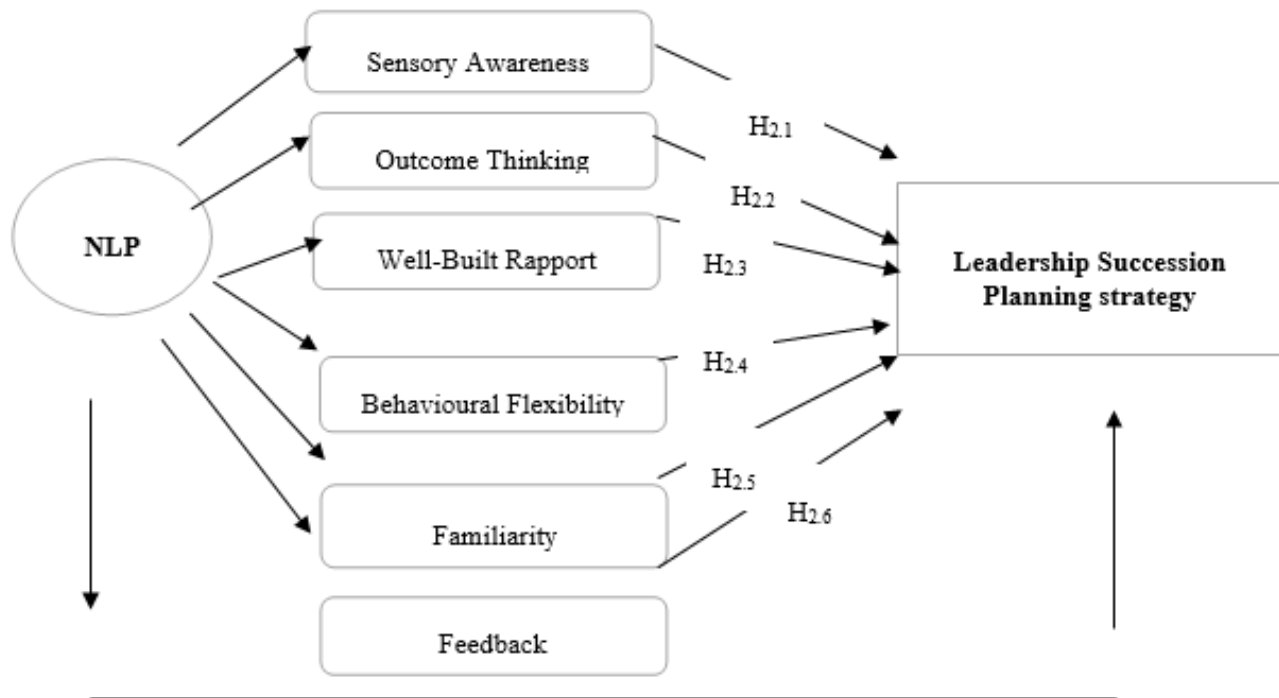 Sensory Awareness
H2.1
Outcome Thinking
H2.2
NLP
Well-Built Rapport
H2.3
Leadership Succession
Planning strategy
H2.4
Behavioural Flexibility
H2.5
H2.6
Familiarity
Feedback